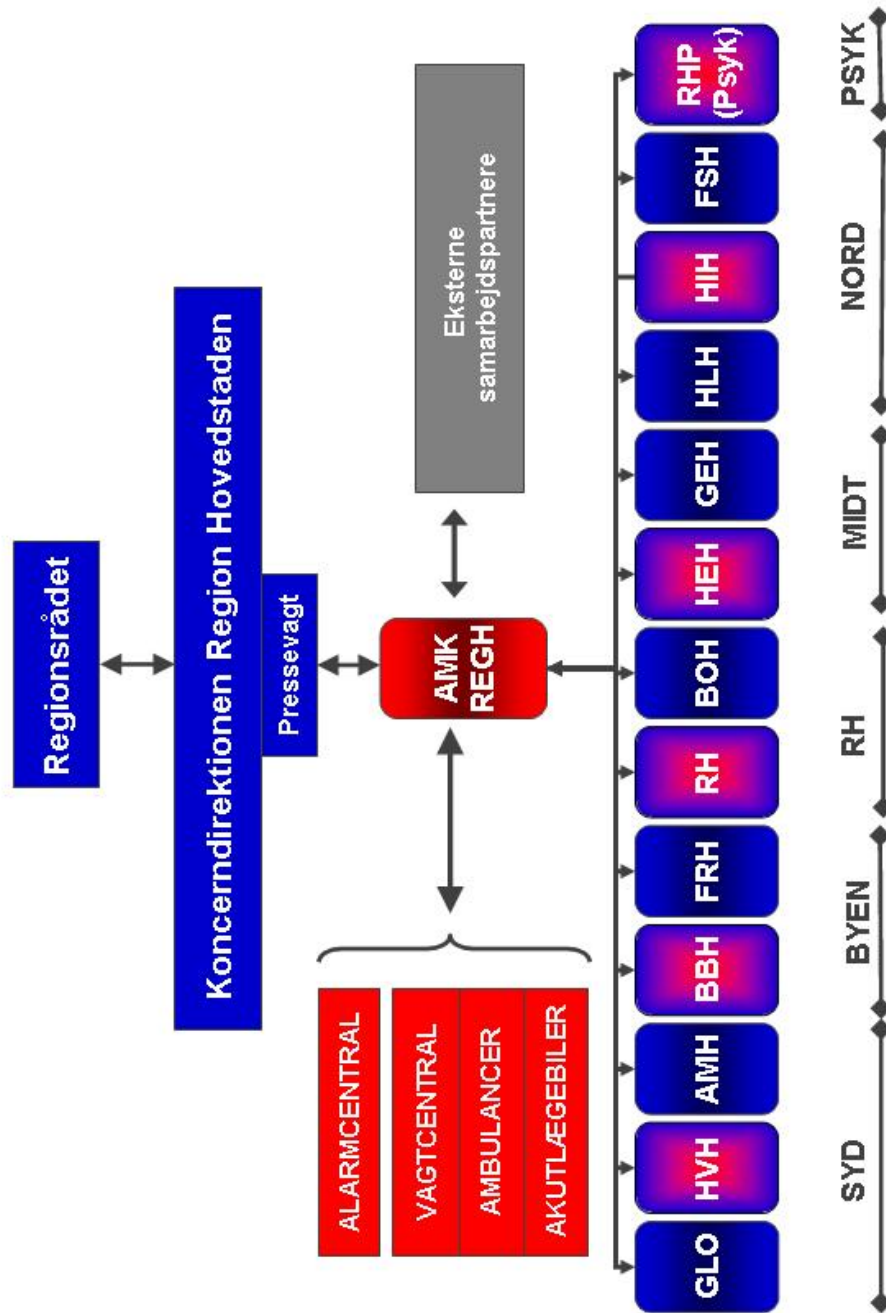 Regionsrådet
Koncerndirektionen Region Hovedstaden
Pressevagt
ALARMCENTRAL
VAGTCENTRAL
AMBULANCER
AKUTLÆGEBILER
AMK
REGH
Eksterne
samarbejdspartnere
GLO
HVH
AMH
BBH
FRH
RH
BOH
HEH
GEH
HLH
HIH
FSH
RHP
(Psyk)
SYD
BYEN
RH
MIDT
NORD
PSYK